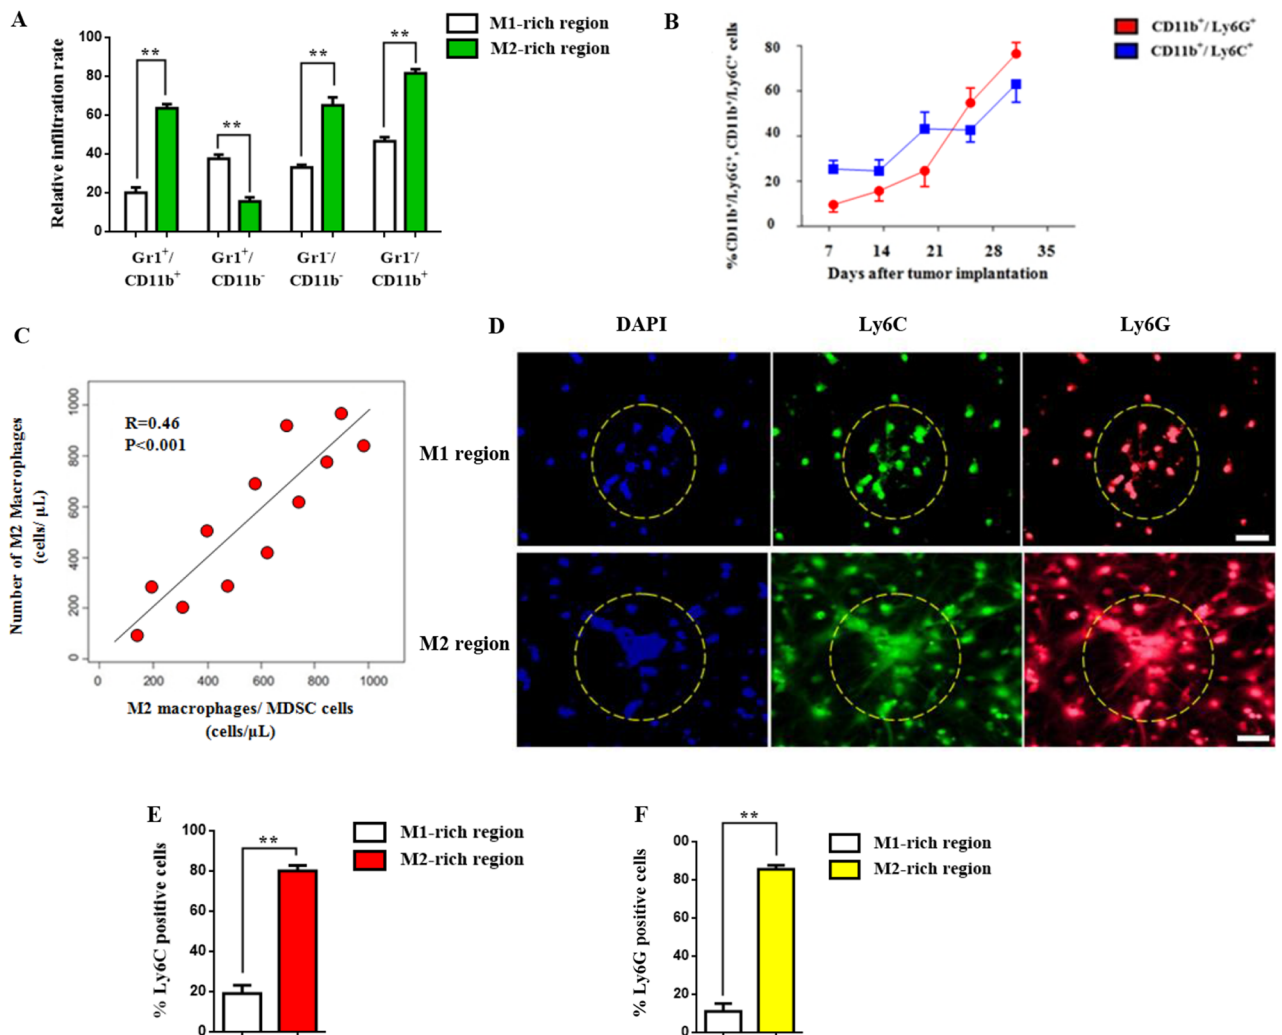 A
M1-rich region
M2-rich region
Relative infiltration rate
100
80
60
40
20
0
**
**
**
**
Gr1+/
CD11b+
Gr1+/
CD11b-
Gr1-/
CD11b-
Gr1-/
CD11b+
B
CD11b+/Ly6G+
CD11b+/Ly6C+
%CD11b+/Ly6G+, CD11b+/Ly6C+ cells
80
60
40
20
0
7 14 21 28 35
Days after tumor implantation
C
R=0.46
P<0.001
Number of M2 Macrophages
(cells/ µL)
1000
800
600
400
200
0
0 200 400 600 800 1000
M2 macrophages/ MDSC cells
(cells/µL)
D
DAPI Ly6C Ly6G
M1 region
M2 region
E
M1-rich region
M2-rich region
% Ly6C positive cells
100
80
60
40
20
0
**
F
M1-rich region
M2-rich region
% Ly6G positive cells
00
80
60
40
20
0
**